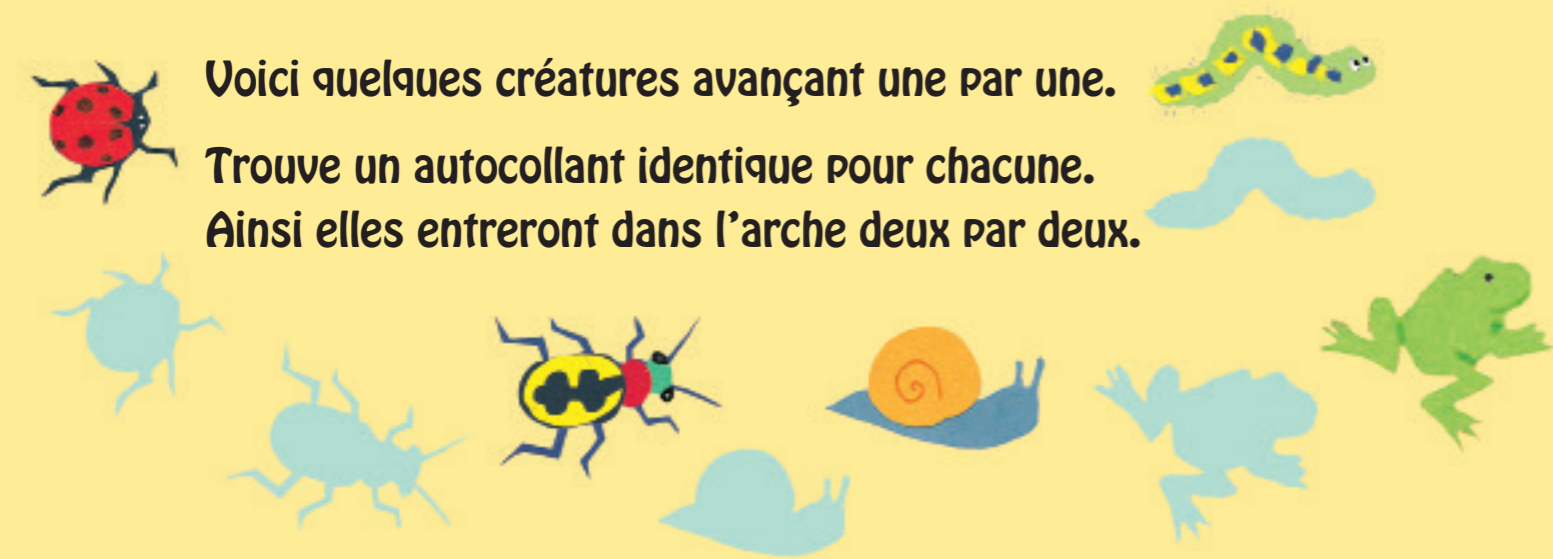 Voici quelques créatures avançant une par une.
Trouve un autocollant identique pour chacune.
Ainsi elles entreront dans l’arche deux par deux.